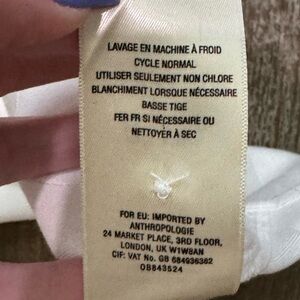 LAVAGE EN MACHINE À FROID
CYCLE NORMAL
UTILISER SEULEMENT NON CHLORE
BLANCHIMENT LORSQUE NÉCESSAIRE
BASSE TIGE
FER FR SI NÉCESSAIRE OU
NETTOYER À SEC
FOR EU: IMPORTED BY
ANTHROPOLOGIE
24 MARKET PLACE, 3RD FLOOR,
LONDON, UK W1W8AN
CIF: VAT No. GB 684936362
OB843524